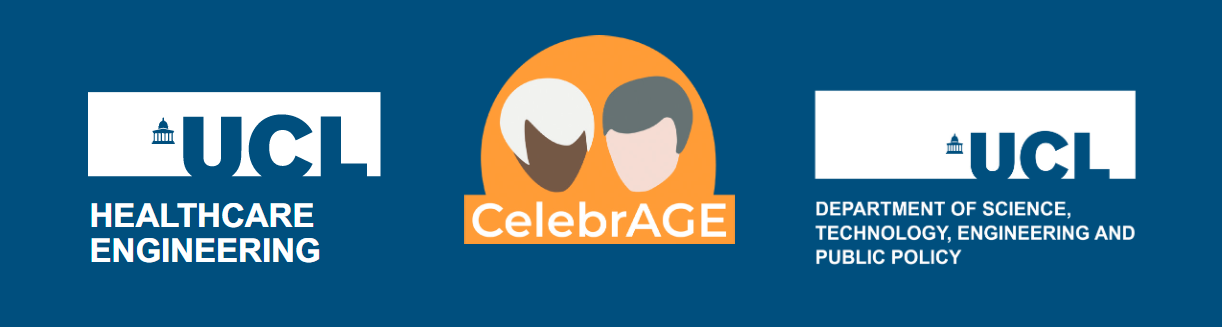 UCL
HEALTHCARE
ENGINEERING
CelebrAGE
UCL
DEPARTMENT OF SCIENCE,
TECHNOLOGY, ENGINEERING AND
PUBLIC POLICY